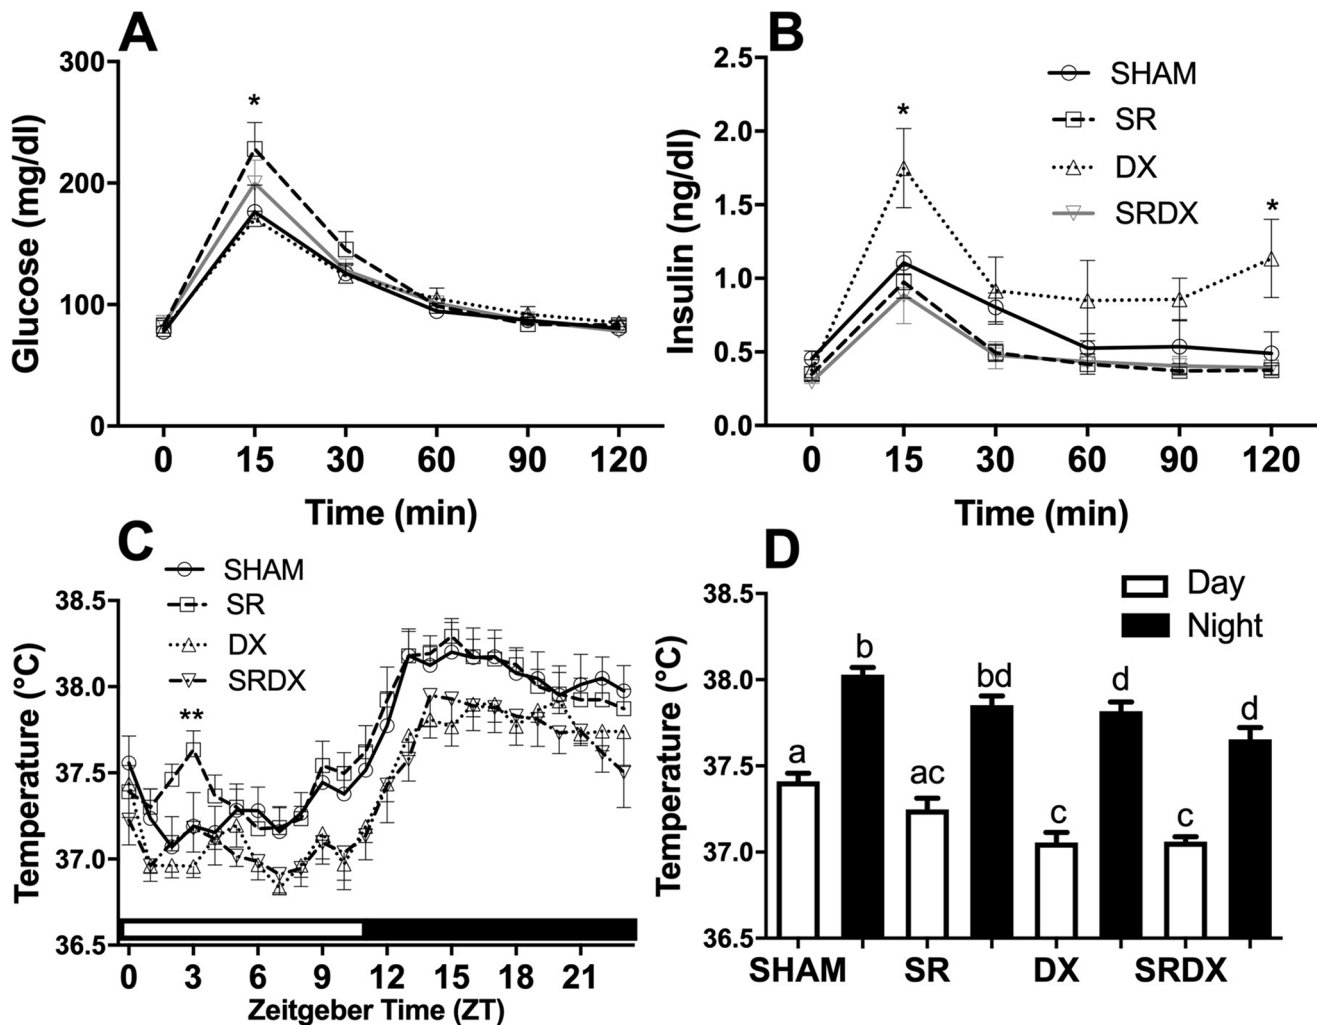 A
300
200
100
0
Glucose (mg/dl)
*
0 15 30 60 90 120
Time (min)
B
2.5
2.0
1.5
1.0
0.5
0.0
Insulin (ng/dl)
SHAM
SR
DX
SRDX
*
*
0 15 30 60 90 120
Time (min)
C
SHAM
SR
DX
SRDX
38.5
38.0
37.5
37.0
36.5
Temperature (°C)
**
0 3 6 9 12 15 18 21
Zeitgeber Time (ZT)
D
Day
Night
38.5
38.0
37.5
37.0
36.5
Temperature (°C)
a b ac bd c d c d
SHAM SR DX SRDX